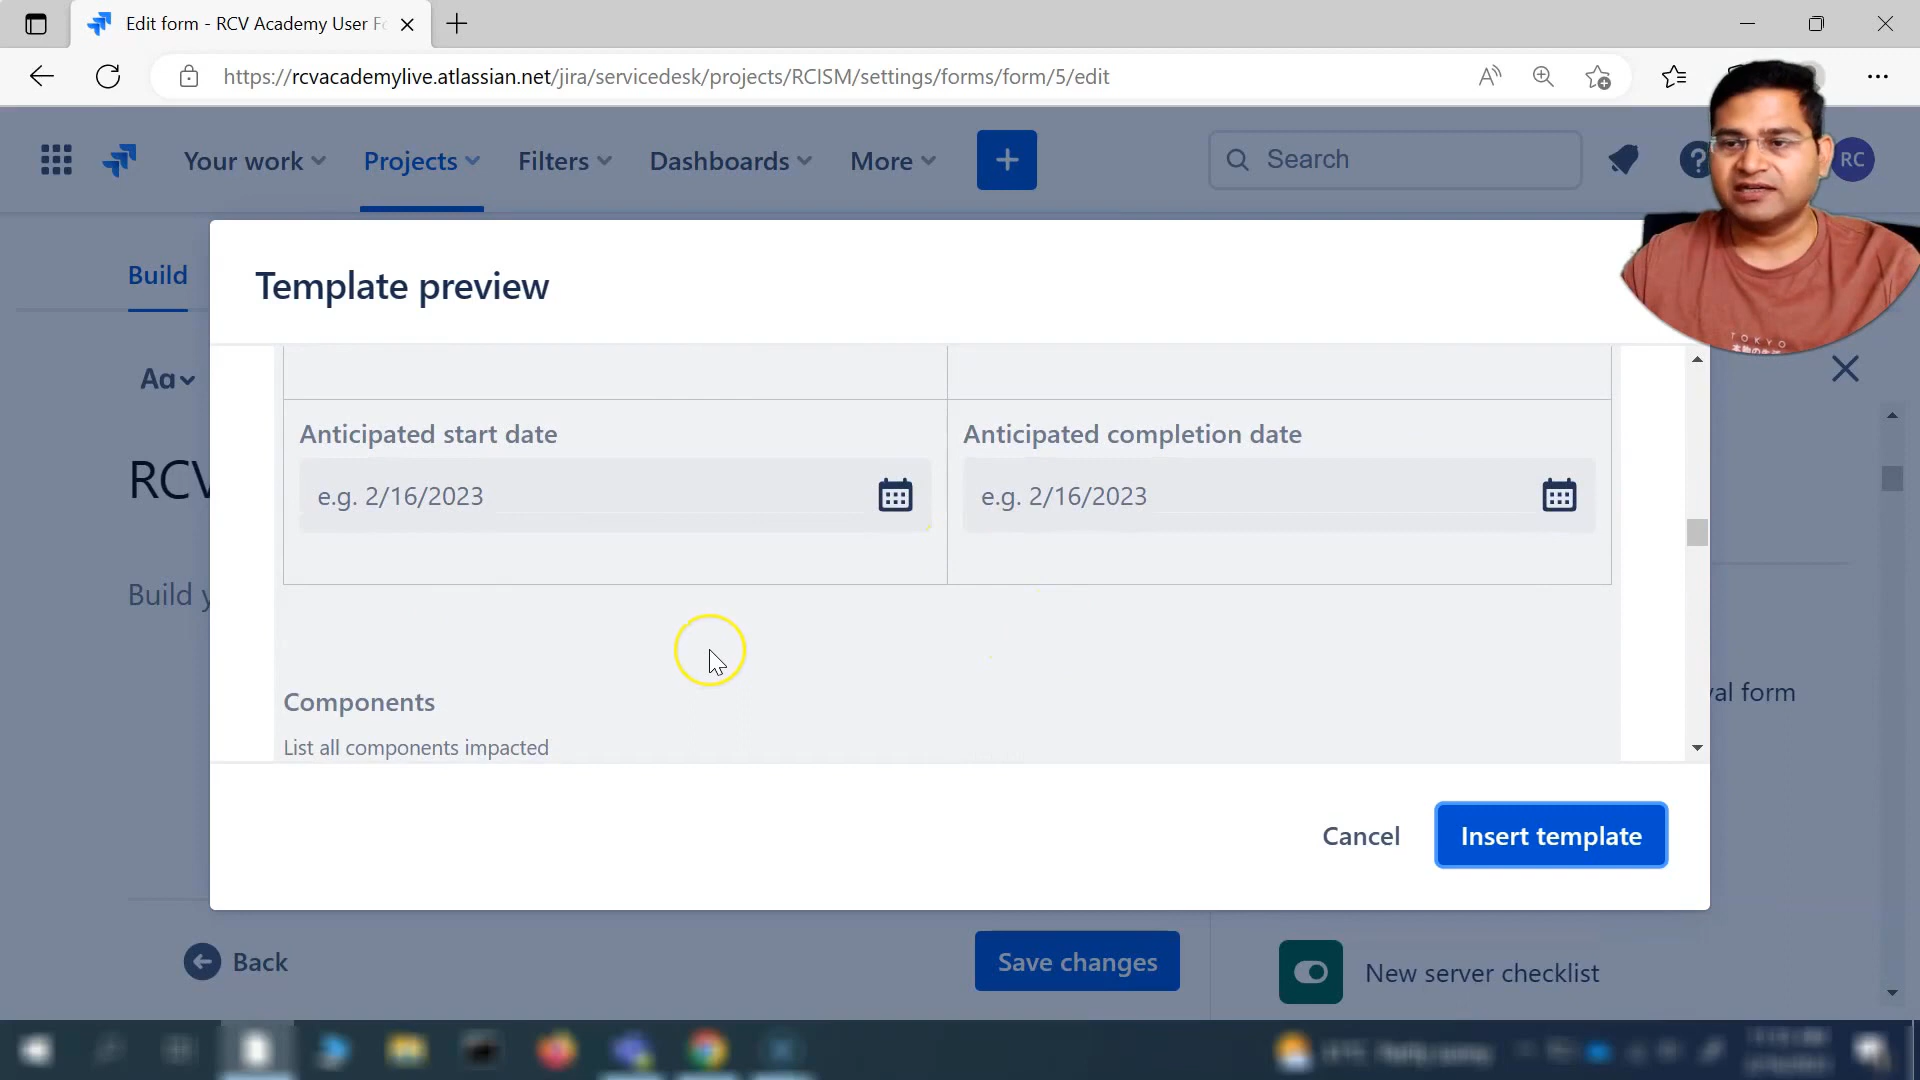 Edit form - RCV Academy User Fo
https://rcvacademylive.atlassian.net/jira/servicedesk/projects/RCISM/settings/forms/form/5/edit
Your work
Projects
Filters
Dashboards
More
Search
RC
Build
Template preview
TOKYO
Aa
Anticipated start date
Anticipated completion date
RCV
e.g. 2/16/2023
e.g. 2/16/2023
Build y
Components
val form
List all components impacted
Cancel
Insert template
Back
Save changes
New server checklist